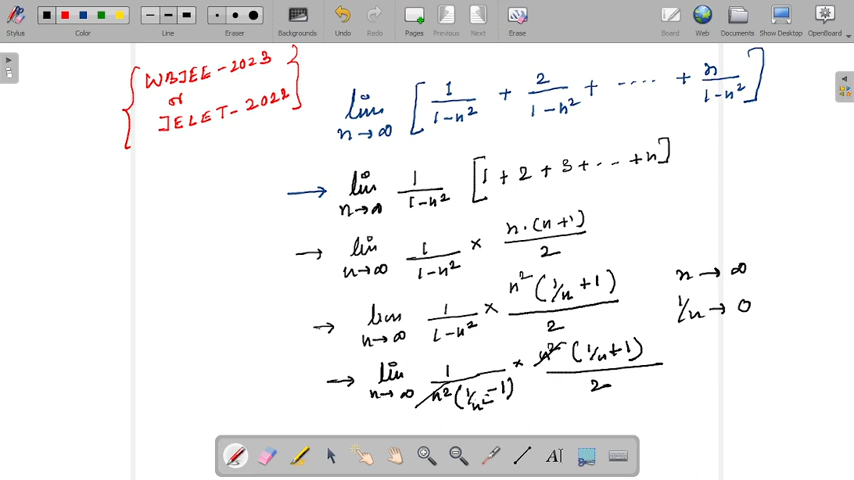 Stylus Color Line Eraser Backgrounds Undo Redo Pages Previous Next Erase Board Web Documents Show Desktop OpenBoard
{ WBJEE-2023 }
or
JELET-2022
lim n→∞ [ 1/(1-n²) + 2/(1-n²) + ···· + n/(1-n²) ]
→ lim n→∞ 1/(1-n²) [ 1 + 2 + 3 + ·· ·· + n ]
→ lim n→∞ 1/(1-n²) × n·(n+1)/2
→ lim n→∞ 1/(1-n²) × n²(1/n + 1)/2 n → ∞
1/n → 0
→ lim n→∞ 1/(n²(1/n² - 1)) × n²(1/n + 1)/2